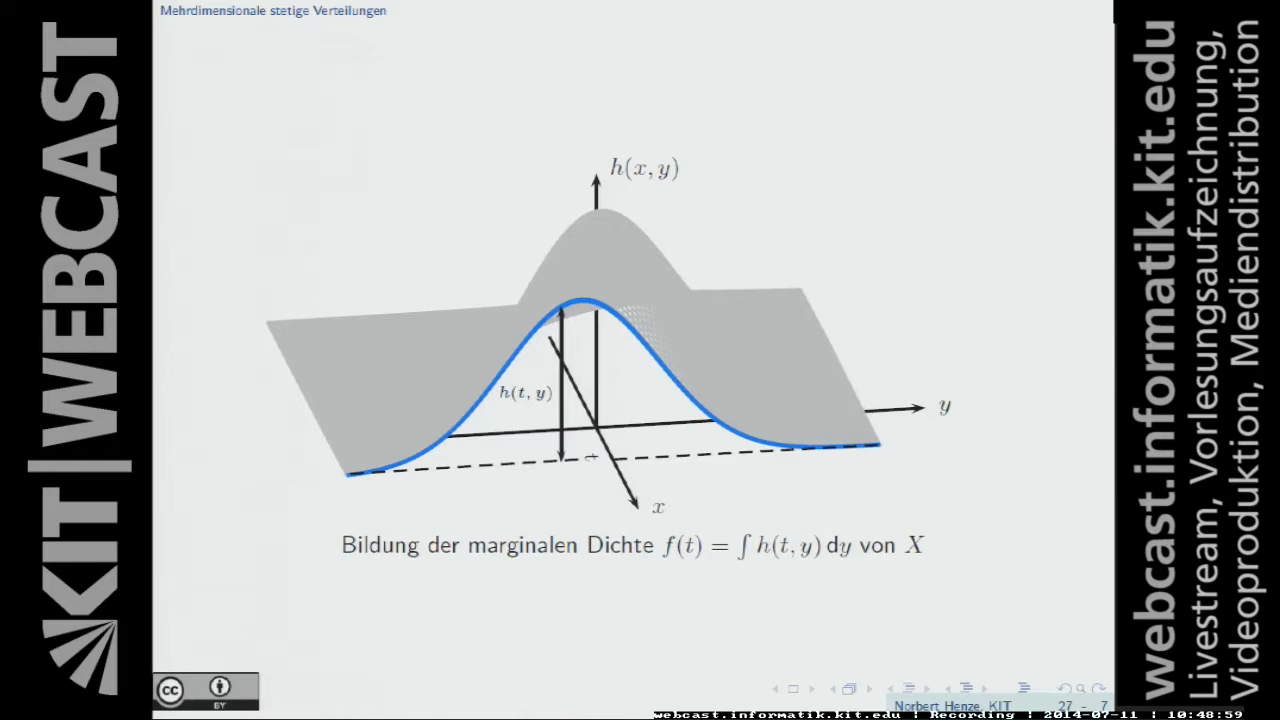 KIT | WEBCAST
Mehrdimensionale stetige Verteilungen
h(x, y)
h(t, y)
y
t
x
Bildung der marginalen Dichte f(t) = ∫ h(t, y) dy von X
cc
BY
Norbert Henze, KIT 27 - 7
webcast.informatik.kit.edu | Recording | 2014-07-11 | 10:48:59
webcast.informatik.kit.edu
Livestream, Vorlesungsaufzeichnung,
Videoproduktion, Mediendistribution